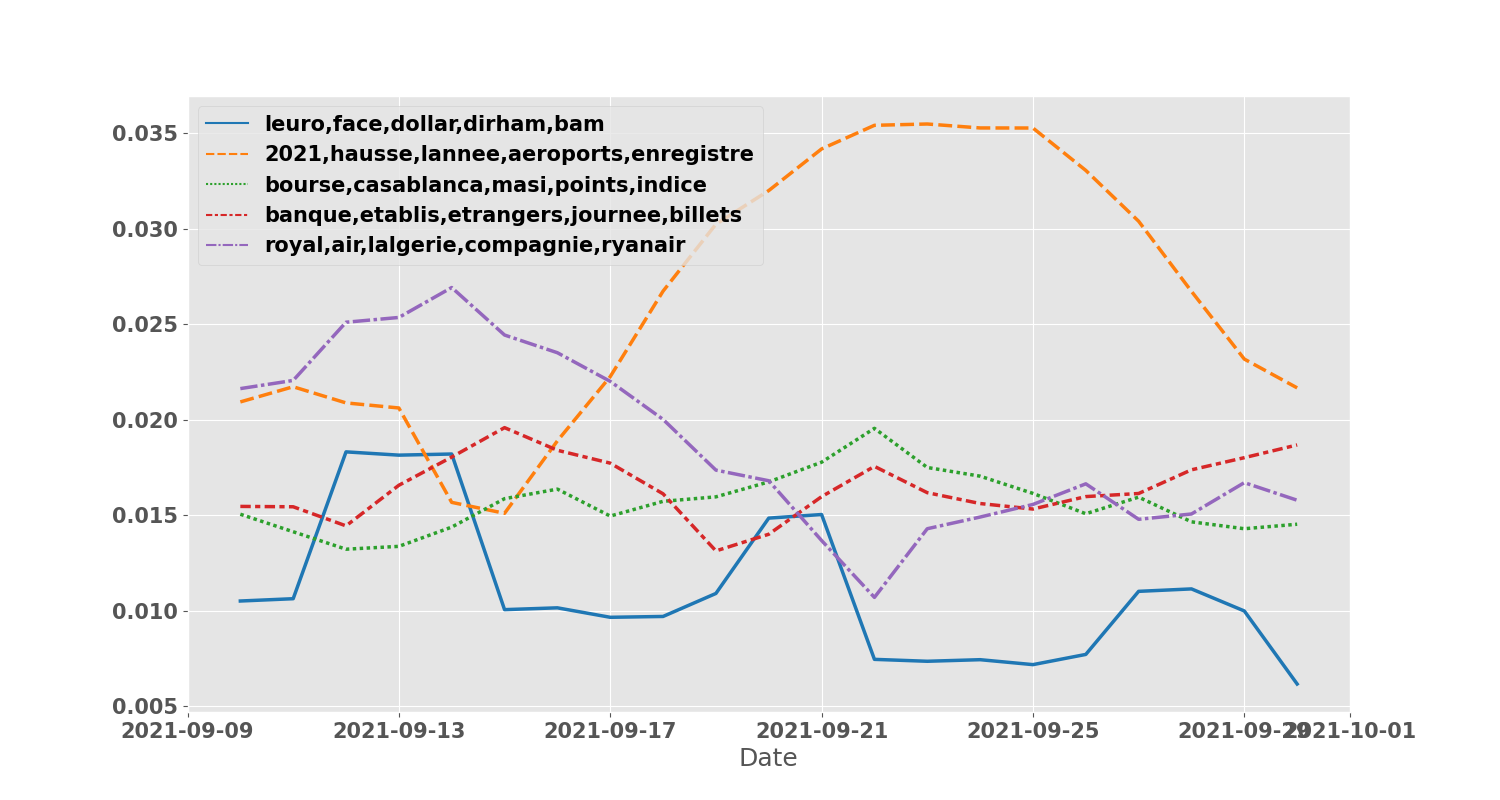 leuro,face,dollar,dirham,bam
2021,hausse,lannee,aeroports,enregistre
bourse,casablanca,masi,points,indice
banque,etablis,etrangers,journee,billets
royal,air,lalgerie,compagnie,ryanair
0.035
0.030
0.025
0.020
0.015
0.010
0.005
2021-09-09 2021-09-13 2021-09-17 2021-09-21 2021-09-25 2021-09-29 2021-10-01
Date